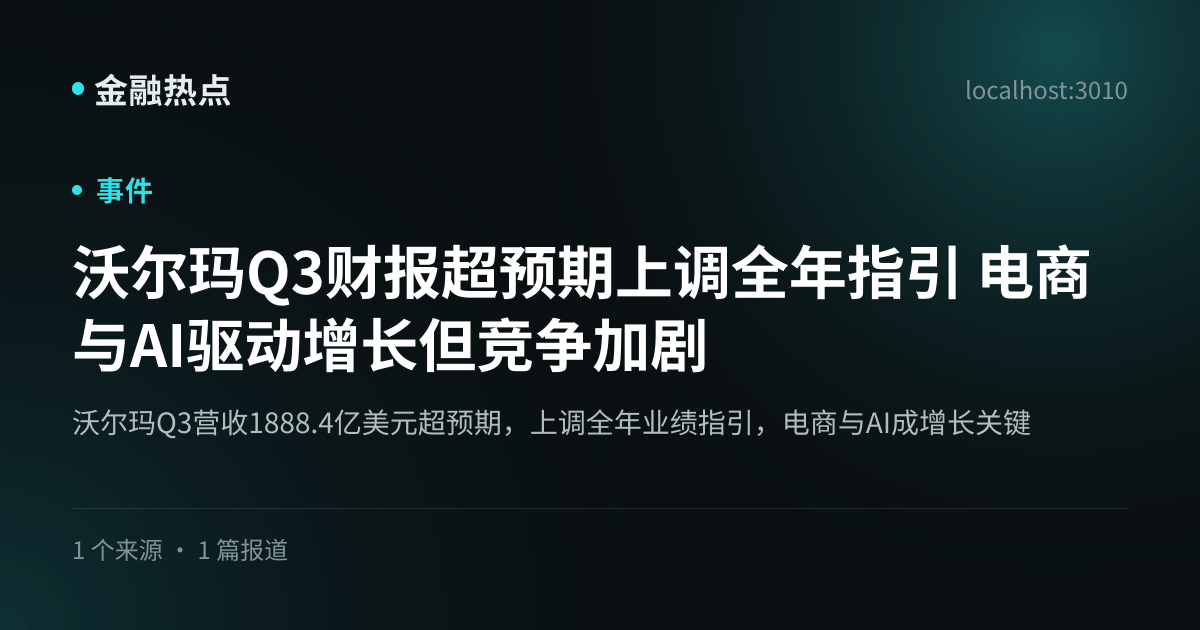 金融热点
localhost:3010
事件
沃尔玛Q3财报超预期上调全年指引 电商
与AI驱动增长但竞争加剧
沃尔玛Q3营收1888.4亿美元超预期，上调全年业绩指引，电商与AI成增长关键
1 个来源 · 1 篇报道